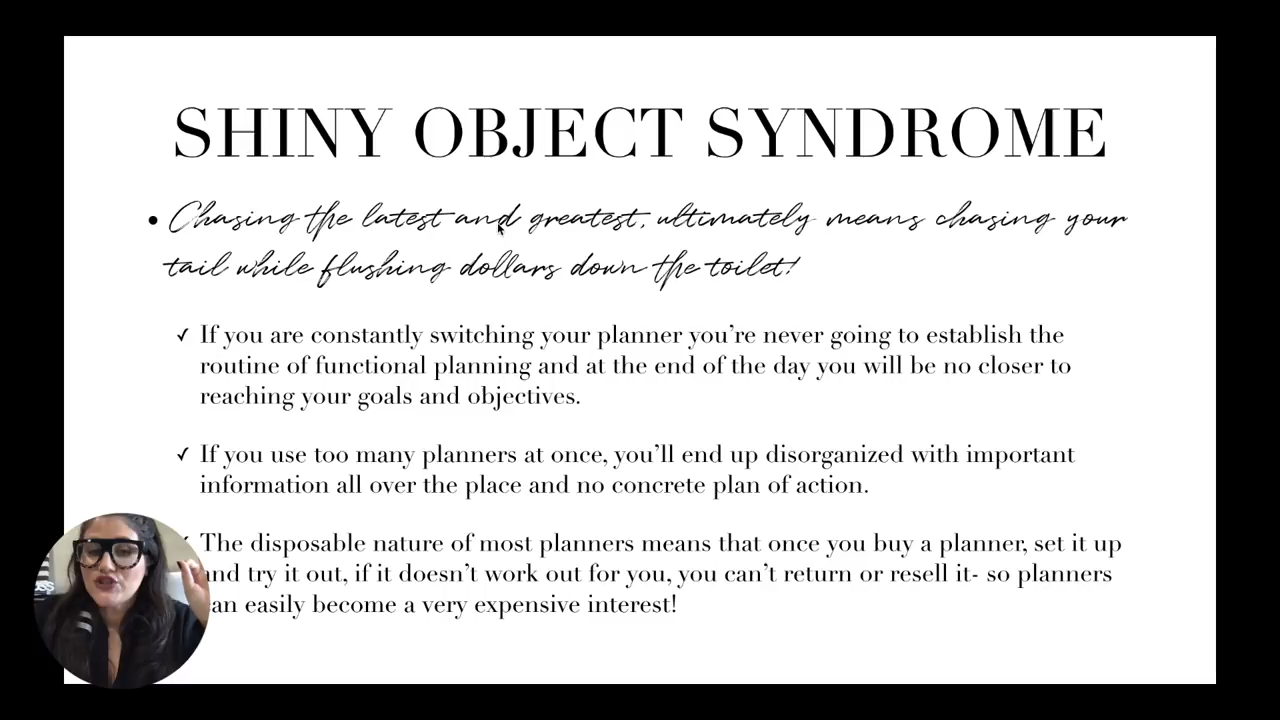 SHINY OBJECT SYNDROME
• Chasing the latest and greatest, ultimately means chasing your
tail while flushing dollars down the toilet!
✓ If you are constantly switching your planner you’re never going to establish the
routine of functional planning and at the end of the day you will be no closer to
reaching your goals and objectives.
✓ If you use too many planners at once, you’ll end up disorganized with important
information all over the place and no concrete plan of action.
The disposable nature of most planners means that once you buy a planner, set it up
and try it out, if it doesn’t work out for you, you can’t return or resell it- so planners
an easily become a very expensive interest!